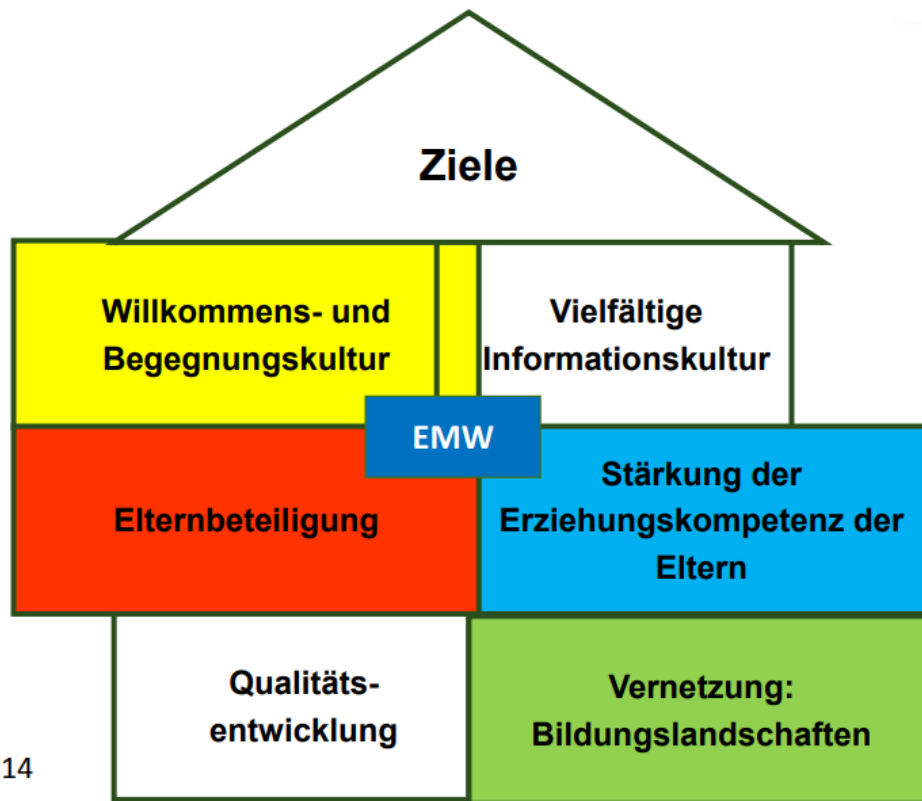 Ziele
Willkommens- und
Begegnungskultur
Vielfältige
Informationskultur
EMW
Elternbeteiligung
Stärkung der
Erziehungskompetenz der
Eltern
Qualitäts-
entwicklung
Vernetzung:
Bildungslandschaften
14